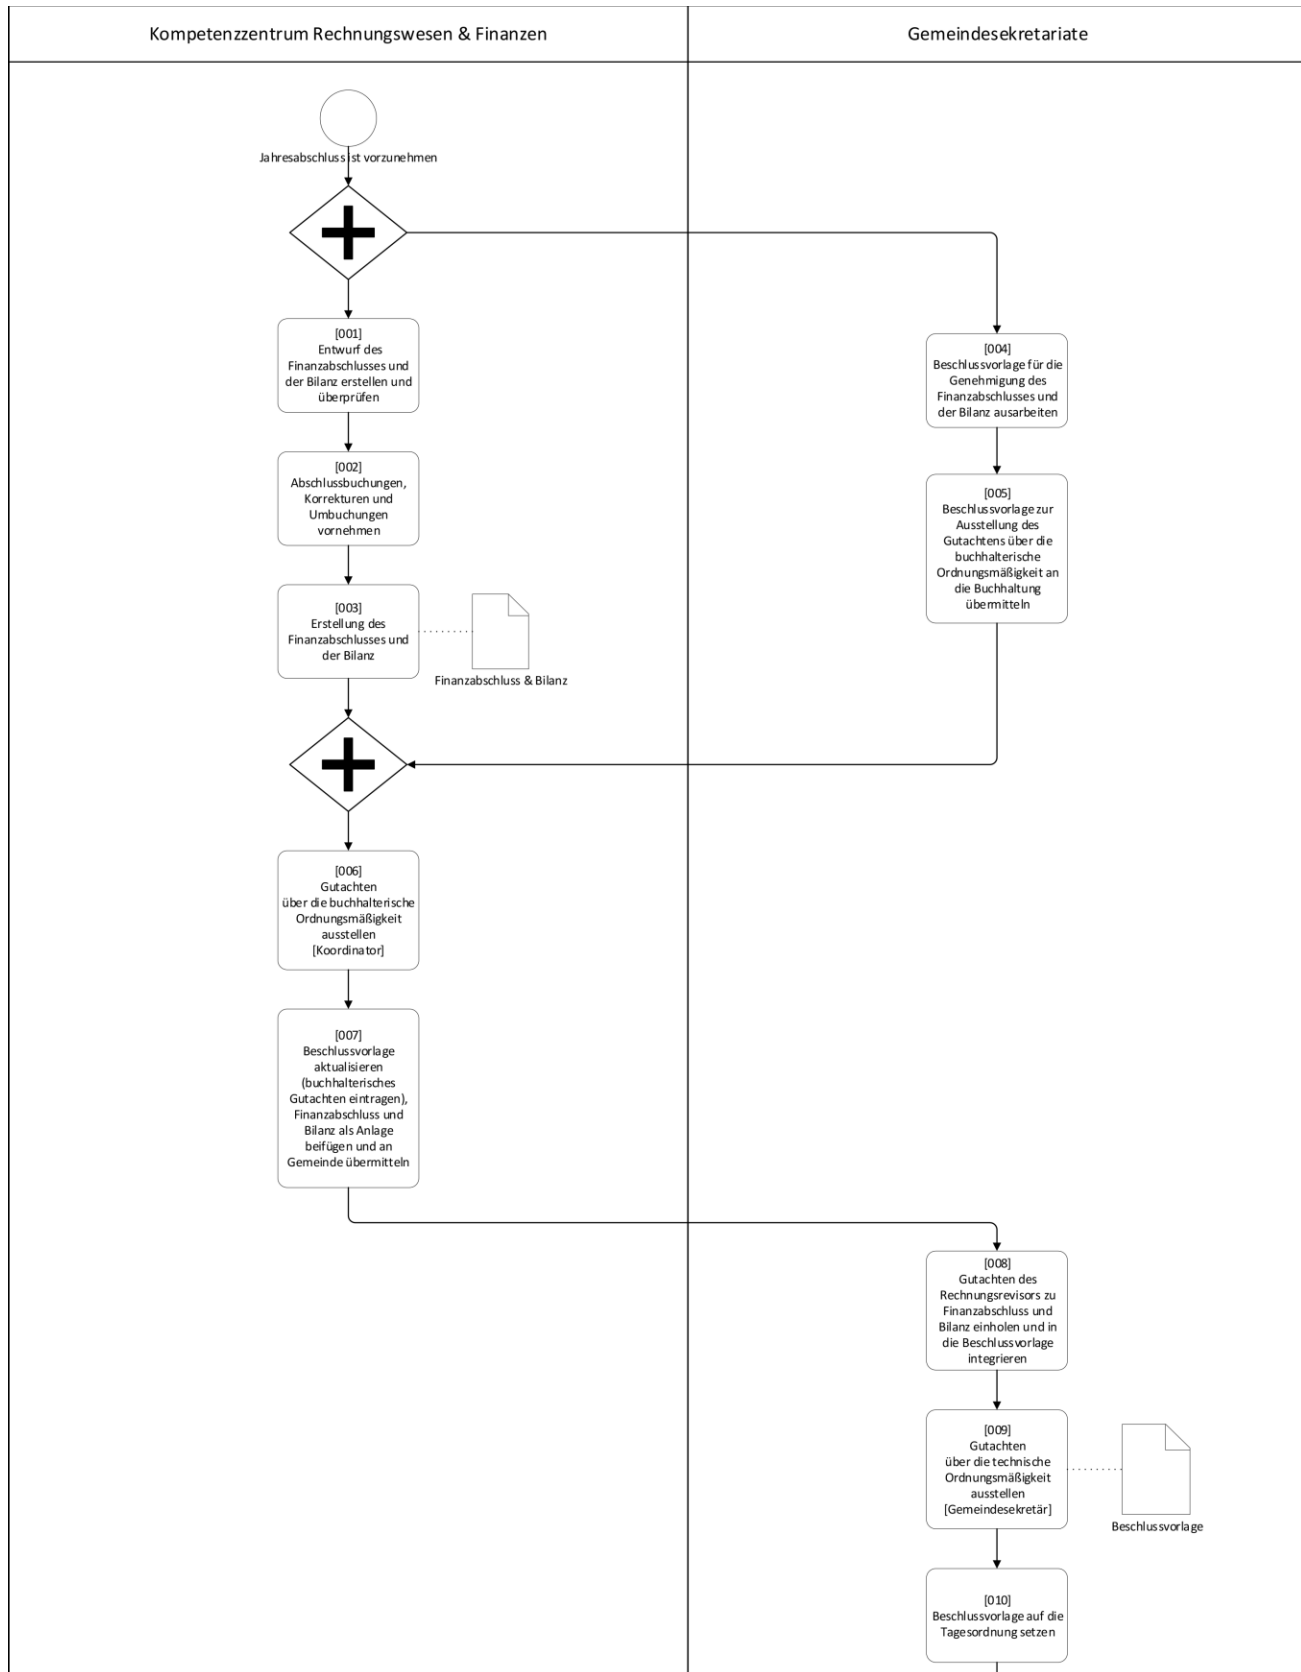 Kompetenzzentrum Rechnungswesen & Finanzen
Gemeindesekretariate
Jahresabschluss ist vorzunehmen
[001]
Entwurf des
Finanzabschlusses und
der Bilanz erstellen und
überprüfen
[004]
Beschlussvorlage für die
Genehmigung des
Finanzabschlusses und
der Bilanz ausarbeiten
[002]
Abschlussbuchungen,
Korrekturen und
Umbuchungen
vornehmen
[005]
Beschlussvorlage zur
Ausstellung des
Gutachtens über die
buchhalterische
Ordnungsmäßigkeit an
die Buchhaltung
übermitteln
[003]
Erstellung des
Finanzabschlusses und
der Bilanz
Finanzabschluss & Bilanz
[006]
Gutachten
über die buchhalterische
Ordnungsmäßigkeit
ausstellen
[Koordinator]
[007]
Beschlussvorlage
aktualisieren
(buchhalterisches
Gutachten eintragen),
Finanzabschluss und
Bilanz als Anlage
beifügen und an
Gemeinde übermitteln
[008]
Gutachten des
Rechnungsrevisors zu
Finanzabschluss und
Bilanz einholen und in
die Beschlussvorlage
integrieren
[009]
Gutachten
über die technische
Ordnungsmäßigkeit
ausstellen
[Gemeindesekretär]
Beschlussvorlage
[010]
Beschlussvorlage auf die
Tagesordnung setzen